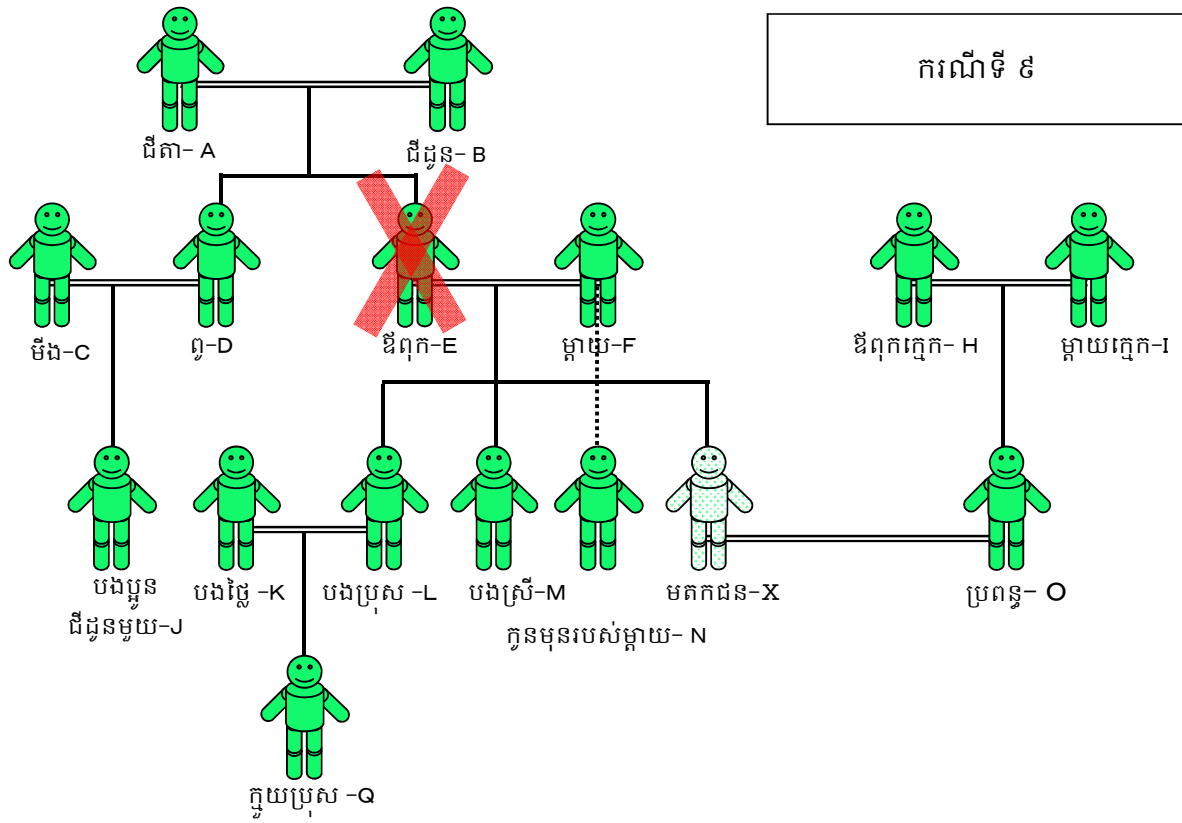 ករណីទី ៩
ជីតា- A
ជីដូន- B
មីង-C
ពូ-D
ឪពុក-E
ម្ដាយ-F
ឪពុកក្មេក- H
ម្ដាយក្មេក-I
បងប្អូន
ជីដូនមួយ-J
បងថ្លៃ -K
បងប្រុស -L
បងស្រី-M
កូនមុនរបស់ម្ដាយ- N
មតកជន-X
ប្រពន្ធ- O
ក្មួយប្រុស -Q